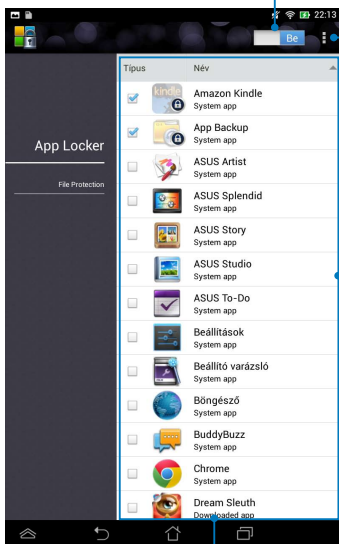 22:13
Be
App Locker
File Protection
Típus Név
kindle
Amazon Kindle
System app
App Backup
System app
ASUS Artist
System app
ASUS Splendid
System app
ASUS Story
System app
ASUS Studio
System app
ASUS To-Do
System app
Beállítások
System app
Beállító varázsló
System app
Böngésző
System app
BuddyBuzz
System app
Chrome
System app
Dream Sleuth
Downloaded app